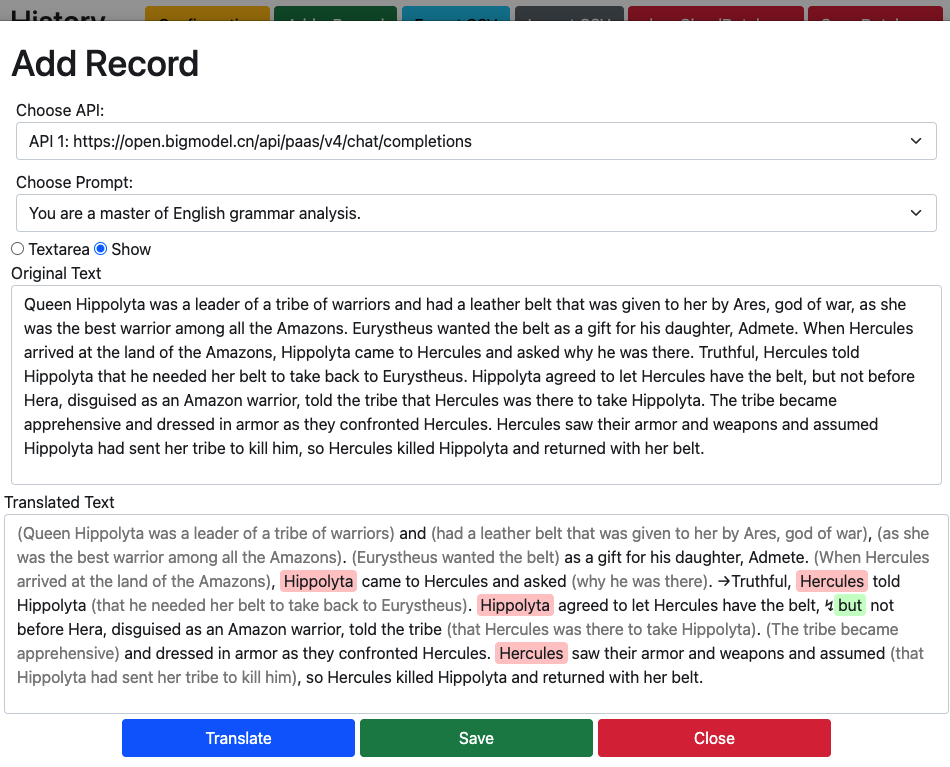 History
Add Record
Choose API:
API 1: https://open.bigmodel.cn/api/paas/v4/chat/completions
Choose Prompt:
You are a master of English grammar analysis.
Textarea Show
Original Text
Queen Hippolyta was a leader of a tribe of warriors and had a leather belt that was given to her by Ares, god of war, as she
was the best warrior among all the Amazons. Eurystheus wanted the belt as a gift for his daughter, Admete. When Hercules
arrived at the land of the Amazons, Hippolyta came to Hercules and asked why he was there. Truthful, Hercules told
Hippolyta that he needed her belt to take back to Eurystheus. Hippolyta agreed to let Hercules have the belt, but not before
Hera, disguised as an Amazon warrior, told the tribe that Hercules was there to take Hippolyta. The tribe became
apprehensive and dressed in armor as they confronted Hercules. Hercules saw their armor and weapons and assumed
Hippolyta had sent her tribe to kill him, so Hercules killed Hippolyta and returned with her belt.
Translated Text
(Queen Hippolyta was a leader of a tribe of warriors) and (had a leather belt that was given to her by Ares, god of war), (as she
was the best warrior among all the Amazons). (Eurystheus wanted the belt) as a gift for his daughter, Admete. (When Hercules
arrived at the land of the Amazons), Hippolyta came to Hercules and asked (why he was there). →Truthful, Hercules told
Hippolyta (that he needed her belt to take back to Eurystheus). Hippolyta agreed to let Hercules have the belt, ↯but not
before Hera, disguised as an Amazon warrior, told the tribe (that Hercules was there to take Hippolyta). (The tribe became
apprehensive) and dressed in armor as they confronted Hercules. Hercules saw their armor and weapons and assumed (that
Hippolyta had sent her tribe to kill him), so Hercules killed Hippolyta and returned with her belt.
Translate Save Close